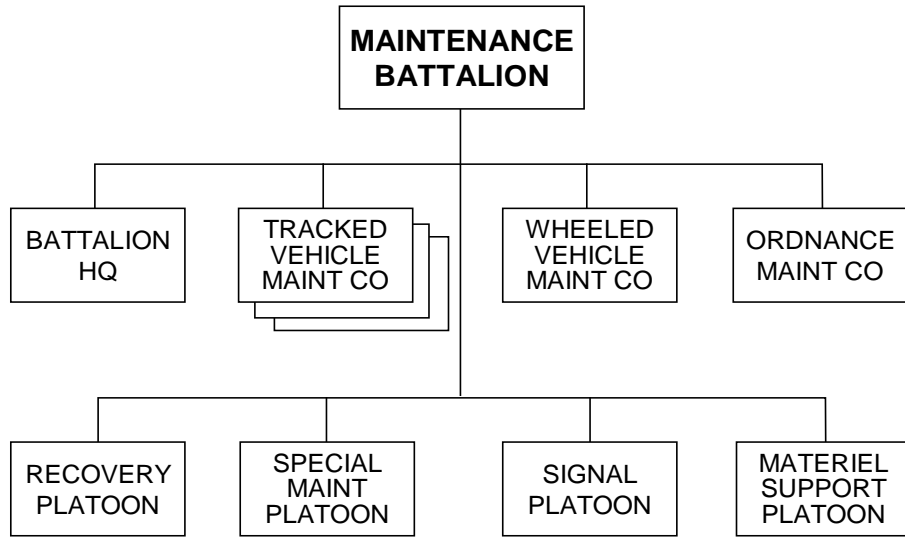 MAINTENANCE
BATTALION
BATTALION
HQ
TRACKED
VEHICLE
MAINT CO
WHEELED
VEHICLE
MAINT CO
ORDNANCE
MAINT CO
RECOVERY
PLATOON
SPECIAL
MAINT
PLATOON
SIGNAL
PLATOON
MATERIEL
SUPPORT
PLATOON